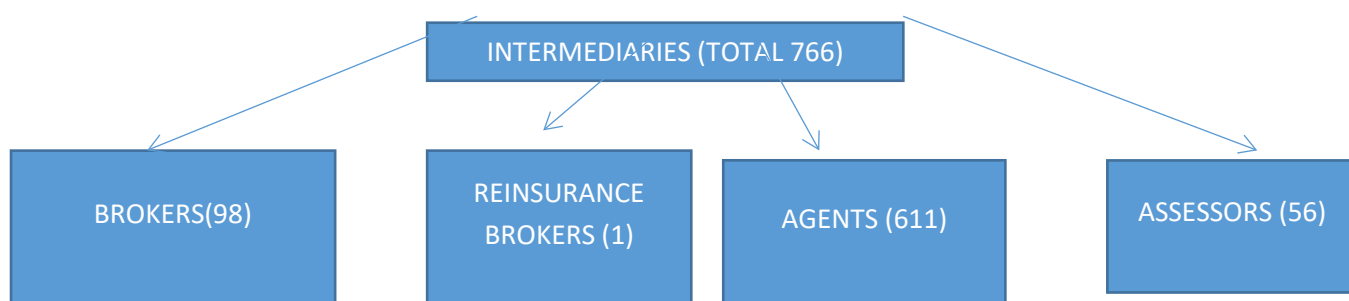 INTERMEDIARIES (TOTAL 766)
BROKERS(98)
REINSURANCE
BROKERS (1)
AGENTS (611)
ASSESSORS (56)